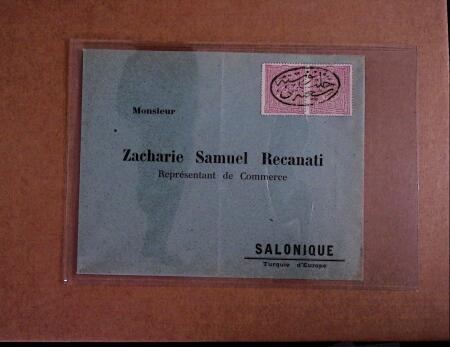 Monsieur
Zacharie Samuel Recanati
Représentant de Commerce
SALONIQUE
Turquie d'Europe